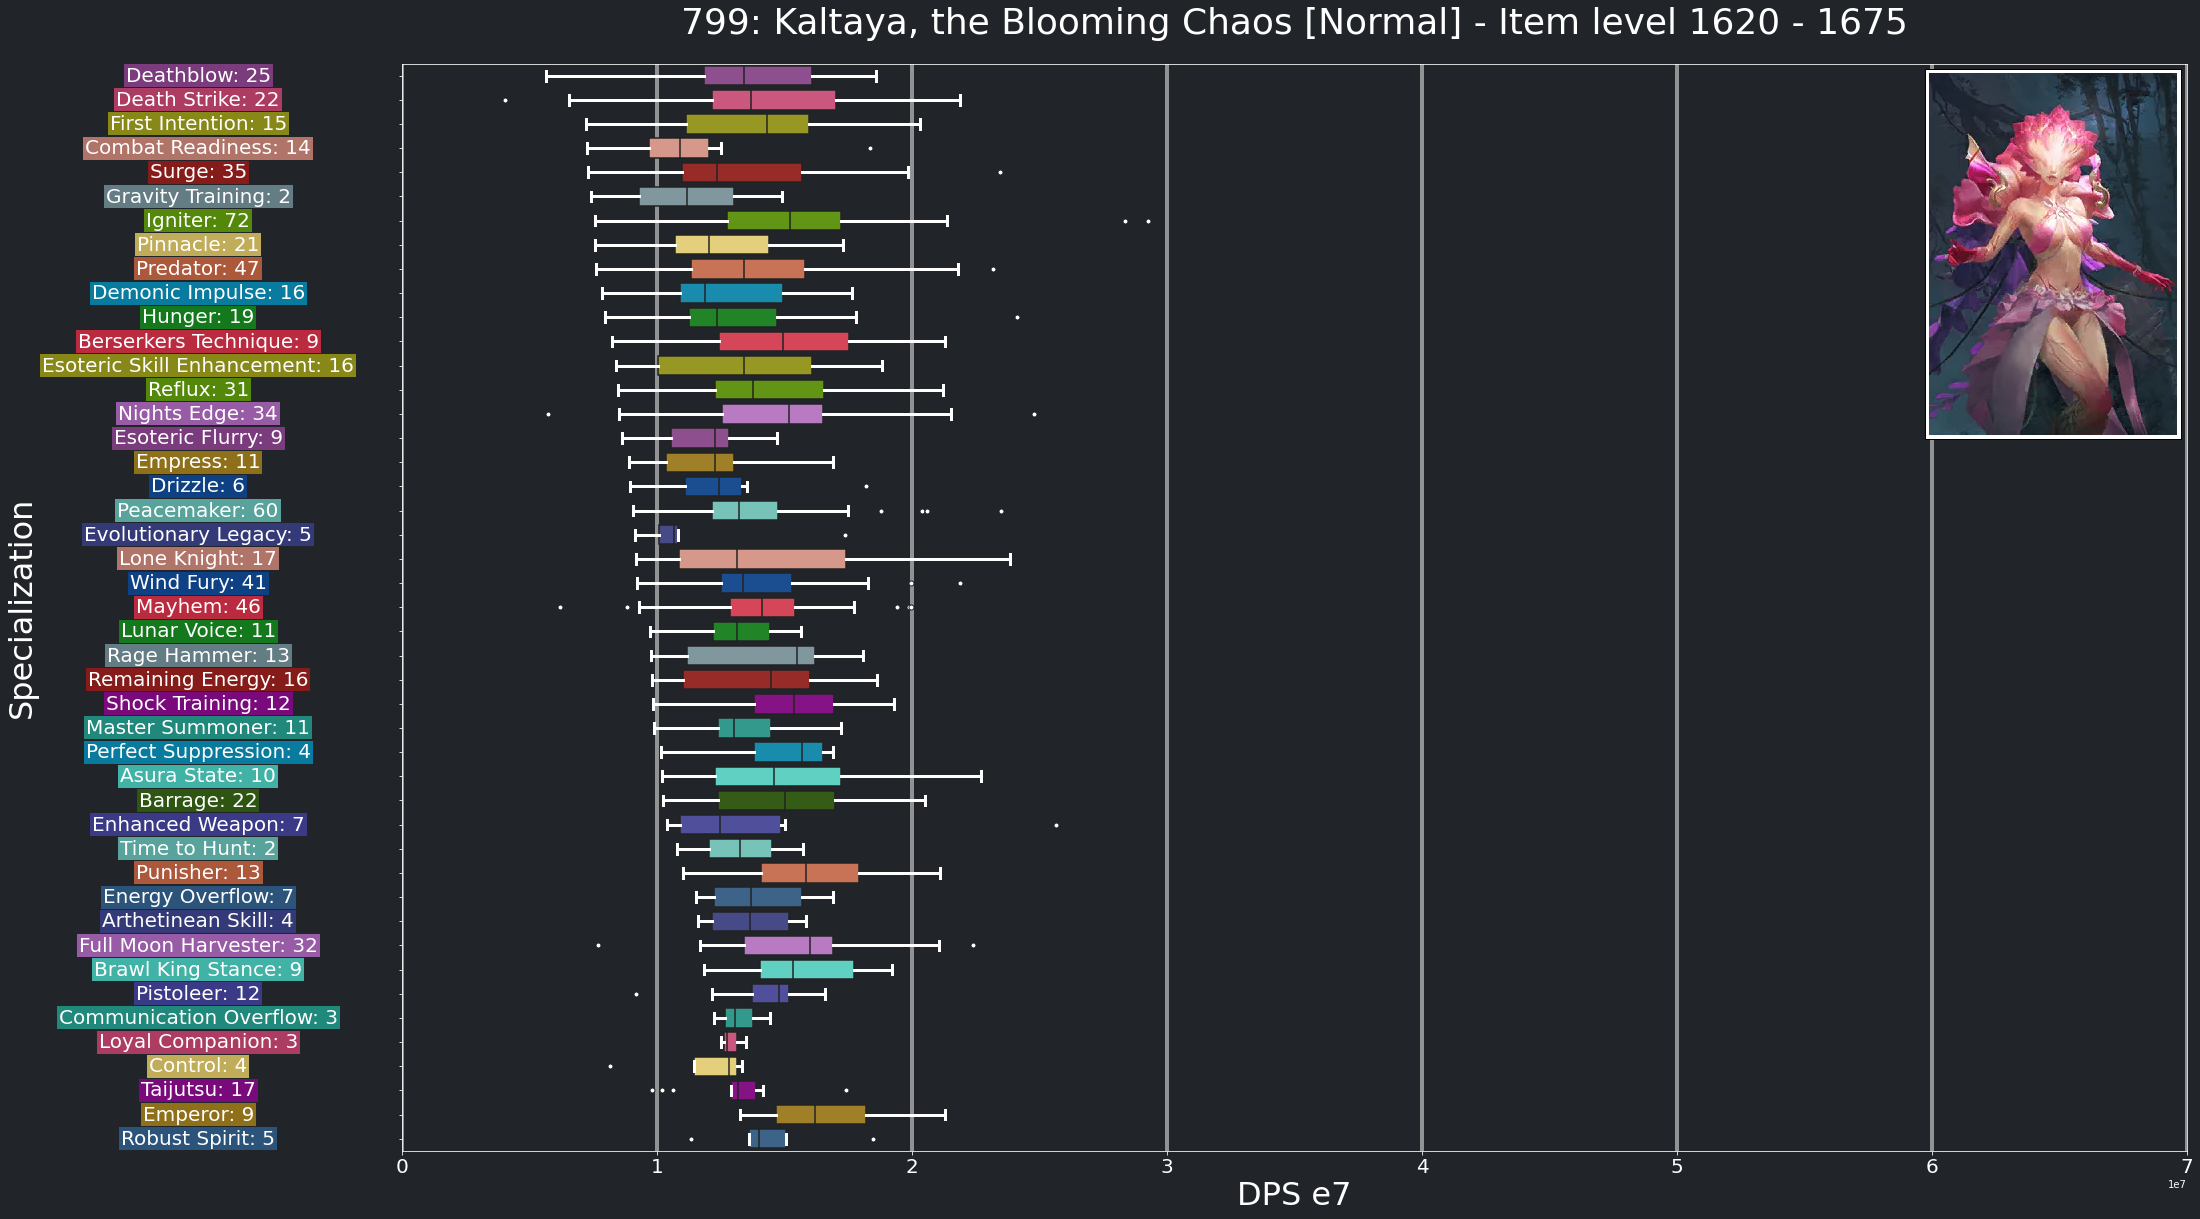 799: Kaltaya, the Blooming Chaos [Normal] - Item level 1620 - 1675
Specialization
Deathblow: 25
Death Strike: 22
First Intention: 15
Combat Readiness: 14
Surge: 35
Gravity Training: 2
Igniter: 72
Pinnacle: 21
Predator: 47
Demonic Impulse: 16
Hunger: 19
Berserkers Technique: 9
Esoteric Skill Enhancement: 16
Reflux: 31
Nights Edge: 34
Esoteric Flurry: 9
Empress: 11
Drizzle: 6
Peacemaker: 60
Evolutionary Legacy: 5
Lone Knight: 17
Wind Fury: 41
Mayhem: 46
Lunar Voice: 11
Rage Hammer: 13
Remaining Energy: 16
Shock Training: 12
Master Summoner: 11
Perfect Suppression: 4
Asura State: 10
Barrage: 22
Enhanced Weapon: 7
Time to Hunt: 2
Punisher: 13
Energy Overflow: 7
Arthetinean Skill: 4
Full Moon Harvester: 32
Brawl King Stance: 9
Pistoleer: 12
Communication Overflow: 3
Loyal Companion: 3
Control: 4
Taijutsu: 17
Emperor: 9
Robust Spirit: 5
0 1 2 3 4 5 6 7
1e7
DPS e7